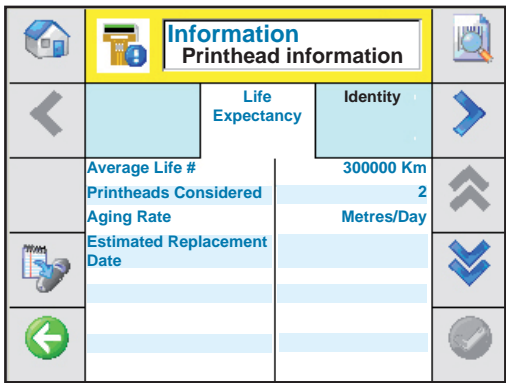 Information
Printhead information
Life
Expectancy
Identity
Average Life # 300000 Km
Printheads Considered 2
Aging Rate Metres/Day
Estimated Replacement
Date